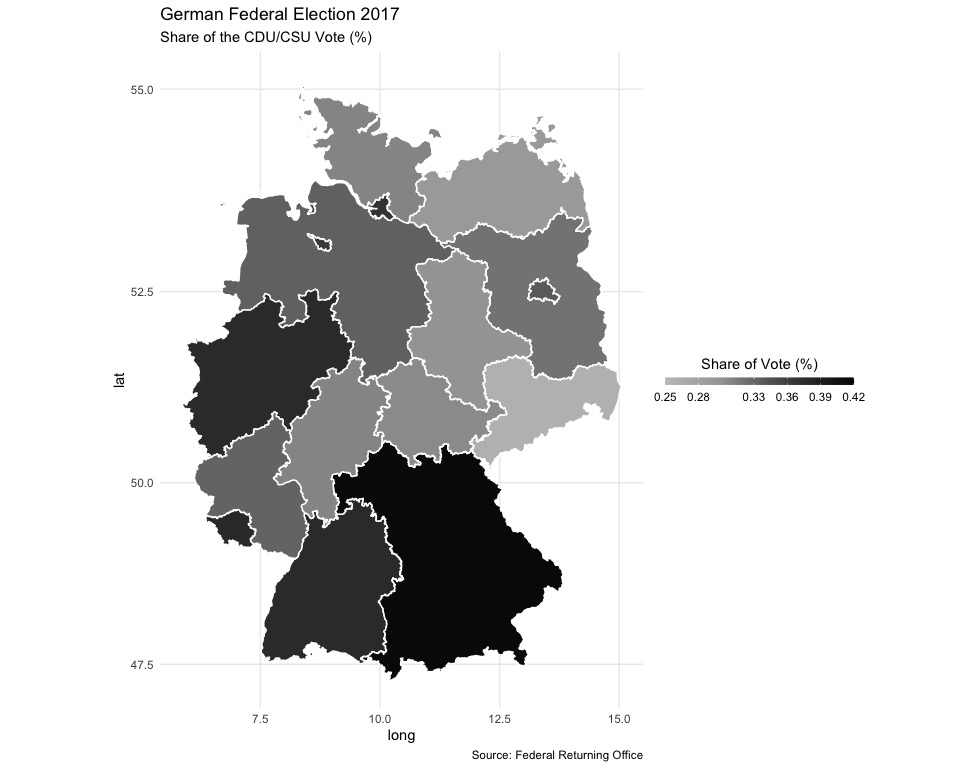 German Federal Election 2017
Share of the CDU/CSU Vote (%)
55.0
52.5
50.0
47.5
lat
7.5 10.0 12.5 15.0
long
Share of Vote (%)
0.25 0.28 0.33 0.36 0.39 0.42
Source: Federal Returning Office